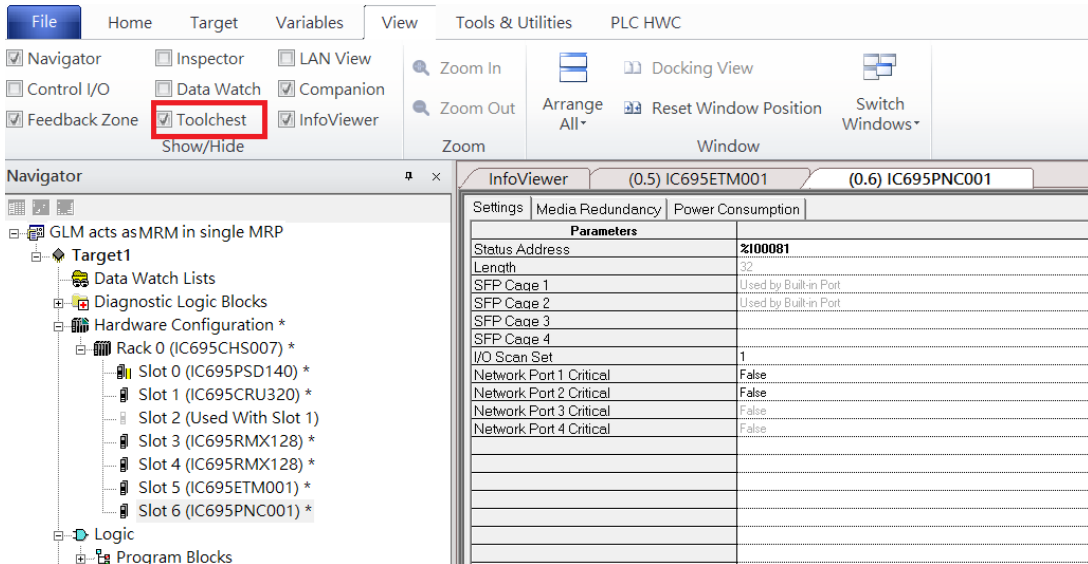 File Home Target Variables View Tools & Utilities PLC HWC
Navigator Inspector LAN View
Control I/O Data Watch Companion
Feedback Zone Toolchest InfoViewer
Show/Hide
Zoom In
Zoom Out
Zoom
Arrange All
Docking View
Reset Window Position
Switch Windows
Window
Navigator
GLM acts as MRM in single MRP
Target1
Data Watch Lists
Diagnostic Logic Blocks
Hardware Configuration *
Rack 0 (IC695CHS007) *
Slot 0 (IC695PSD140) *
Slot 1 (IC695CRU320) *
Slot 2 (Used With Slot 1)
Slot 3 (IC695RMX128) *
Slot 4 (IC695RMX128) *
Slot 5 (IC695ETM001) *
Slot 6 (IC695PNC001) *
Logic
Program Blocks
InfoViewer (0.5) IC695ETM001 (0.6) IC695PNC001
Settings Media Redundancy Power Consumption
Parameters
Status Address %I00081
Length 32
SFP Cage 1 Used by Built-in Port
SFP Cage 2 Used by Built-in Port
SFP Cage 3
SFP Cage 4
I/O Scan Set 1
Network Port 1 Critical False
Network Port 2 Critical False
Network Port 3 Critical False
Network Port 4 Critical False